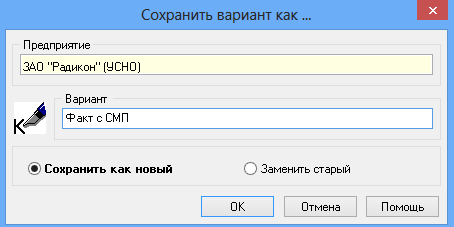 Сохранить вариант как ...
Предприятие
ЗАО "Радикон" (УСНО)
Вариант
К
Факт с СМП
Сохранить как новый
Заменить старый
OK
Отмена
Помощь